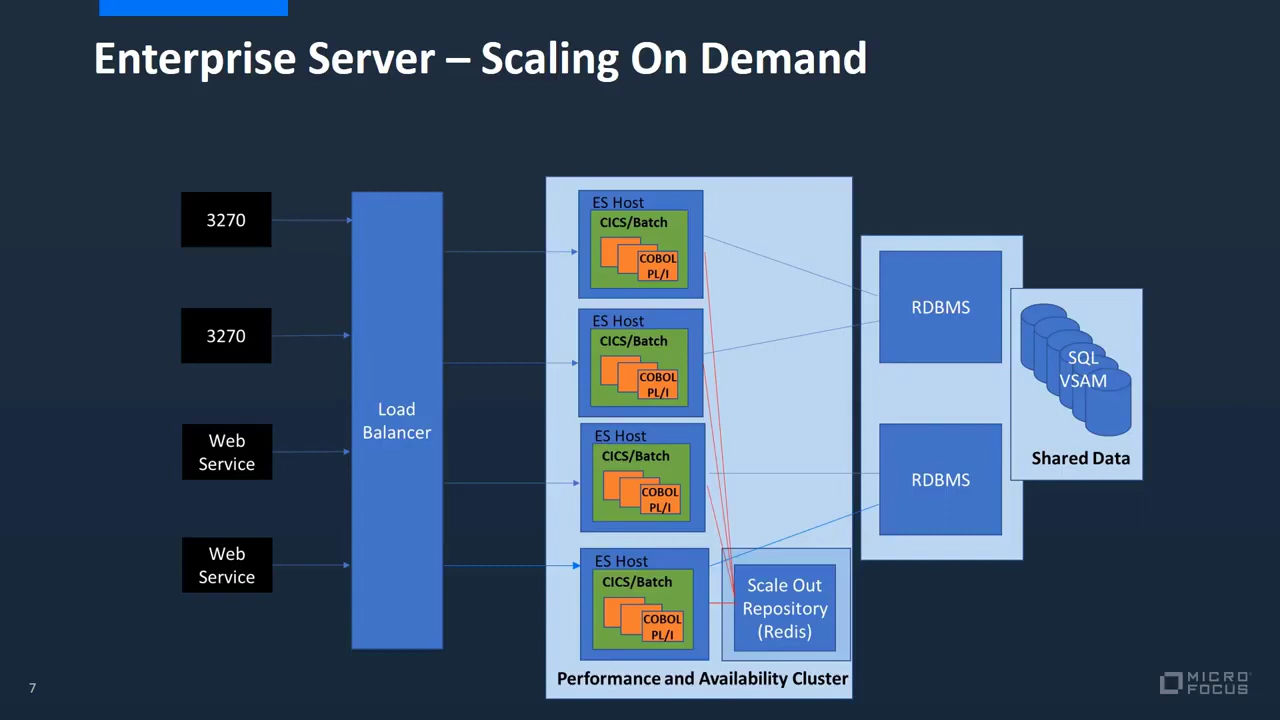 Enterprise Server – Scaling On Demand
3270
3270
Web
Service
Web
Service
Load
Balancer
ES Host
CICS/Batch
COBOL
PL/I
ES Host
CICS/Batch
COBOL
PL/I
ES Host
CICS/Batch
COBOL
PL/I
ES Host
CICS/Batch
COBOL
PL/I
Scale Out
Repository
(Redis)
Performance and Availability Cluster
RDBMS
RDBMS
SQL
VSAM
Shared Data
7
MICRO
FOCUS